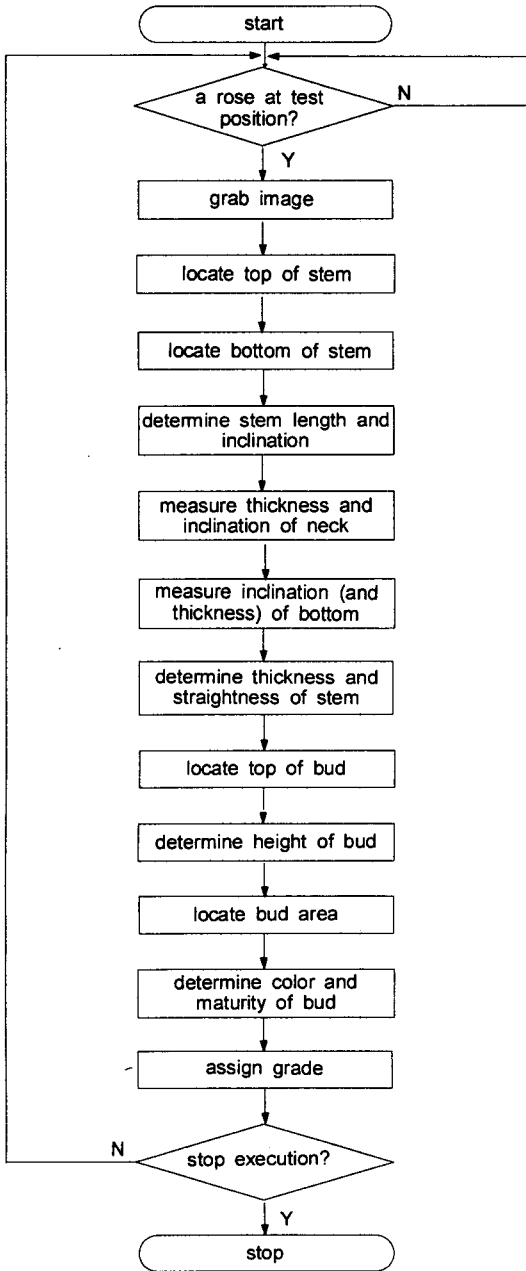 start
a rose at test
position?
N
Y
grab image
locate top of stem
locate bottom of stem
determine stem length and
inclination
measure thickness and
inclination of neck
measure inclination (and
thickness) of bottom
determine thickness and
straightness of stem
locate top of bud
determine height of bud
locate bud area
determine color and
maturity of bud
assign grade
N
stop execution?
Y
stop